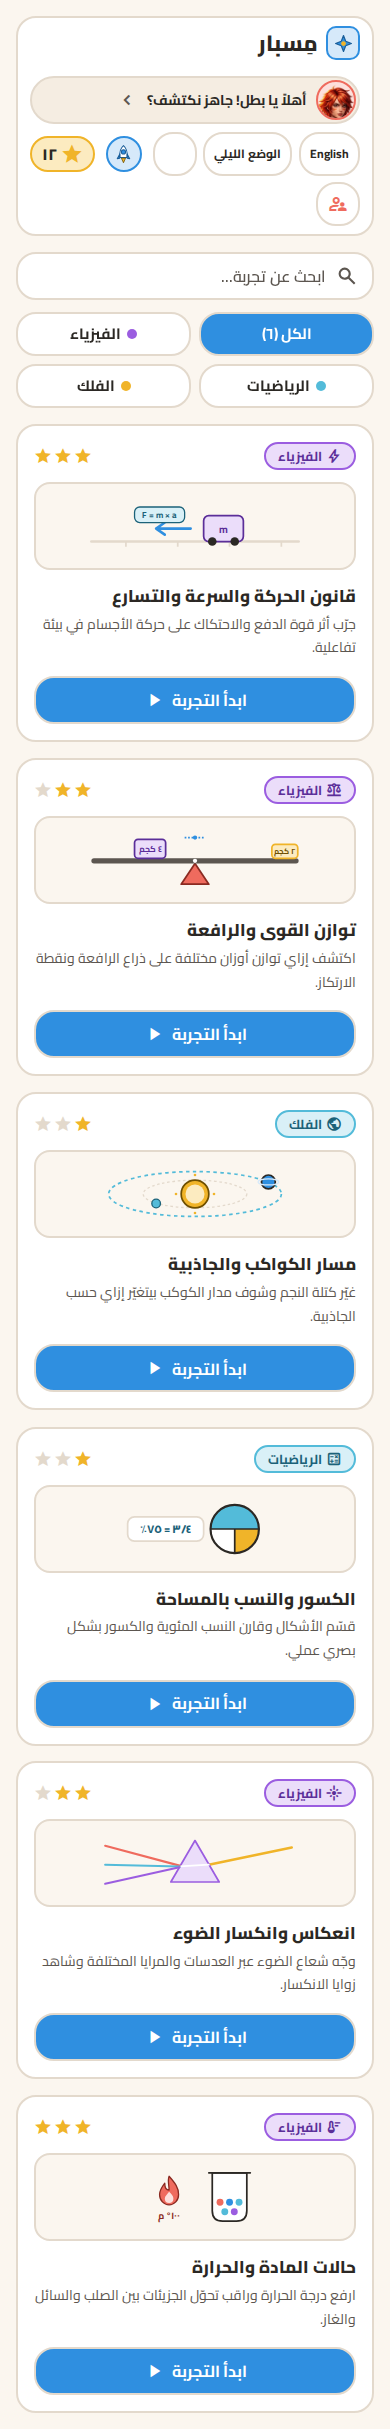 مِسبار
أهلاً يا بطل! جاهز نكتشف؟
English
الوضع الليلي
١٢
ابحث عن تجربة...
الكل (٦)
الفيزياء
الرياضيات
الفلك
الفيزياء
F = m × a
m
قانون الحركة والسرعة والتسارع
جرّب أثر قوة الدفع والاحتكاك على حركة الأجسام في بيئة
تفاعلية.
ابدأ التجربة
الفيزياء
٤ كجم
٢ كجم
توازن القوى والرافعة
اكتشف إزاي توازن أوزان مختلفة على ذراع الرافعة ونقطة
الارتكاز.
ابدأ التجربة
الفلك
مسار الكواكب والجاذبية
غيّر كتلة النجم وشوف مدار الكوكب بيتغيّر إزاي حسب
الجاذبية.
ابدأ التجربة
الرياضيات
٣/٤ = ٧٥٪
الكسور والنسب بالمساحة
قسّم الأشكال وقارن النسب المئوية والكسور بشكل
بصري عملي.
ابدأ التجربة
الفيزياء
انعكاس وانكسار الضوء
وجّه شعاع الضوء عبر العدسات والمرايا المختلفة وشاهد
زوايا الانكسار.
ابدأ التجربة
الفيزياء
١٠٠° م
حالات المادة والحرارة
ارفع درجة الحرارة وراقب تحوّل الجزيئات بين الصلب والسائل
والغاز.
ابدأ التجربة